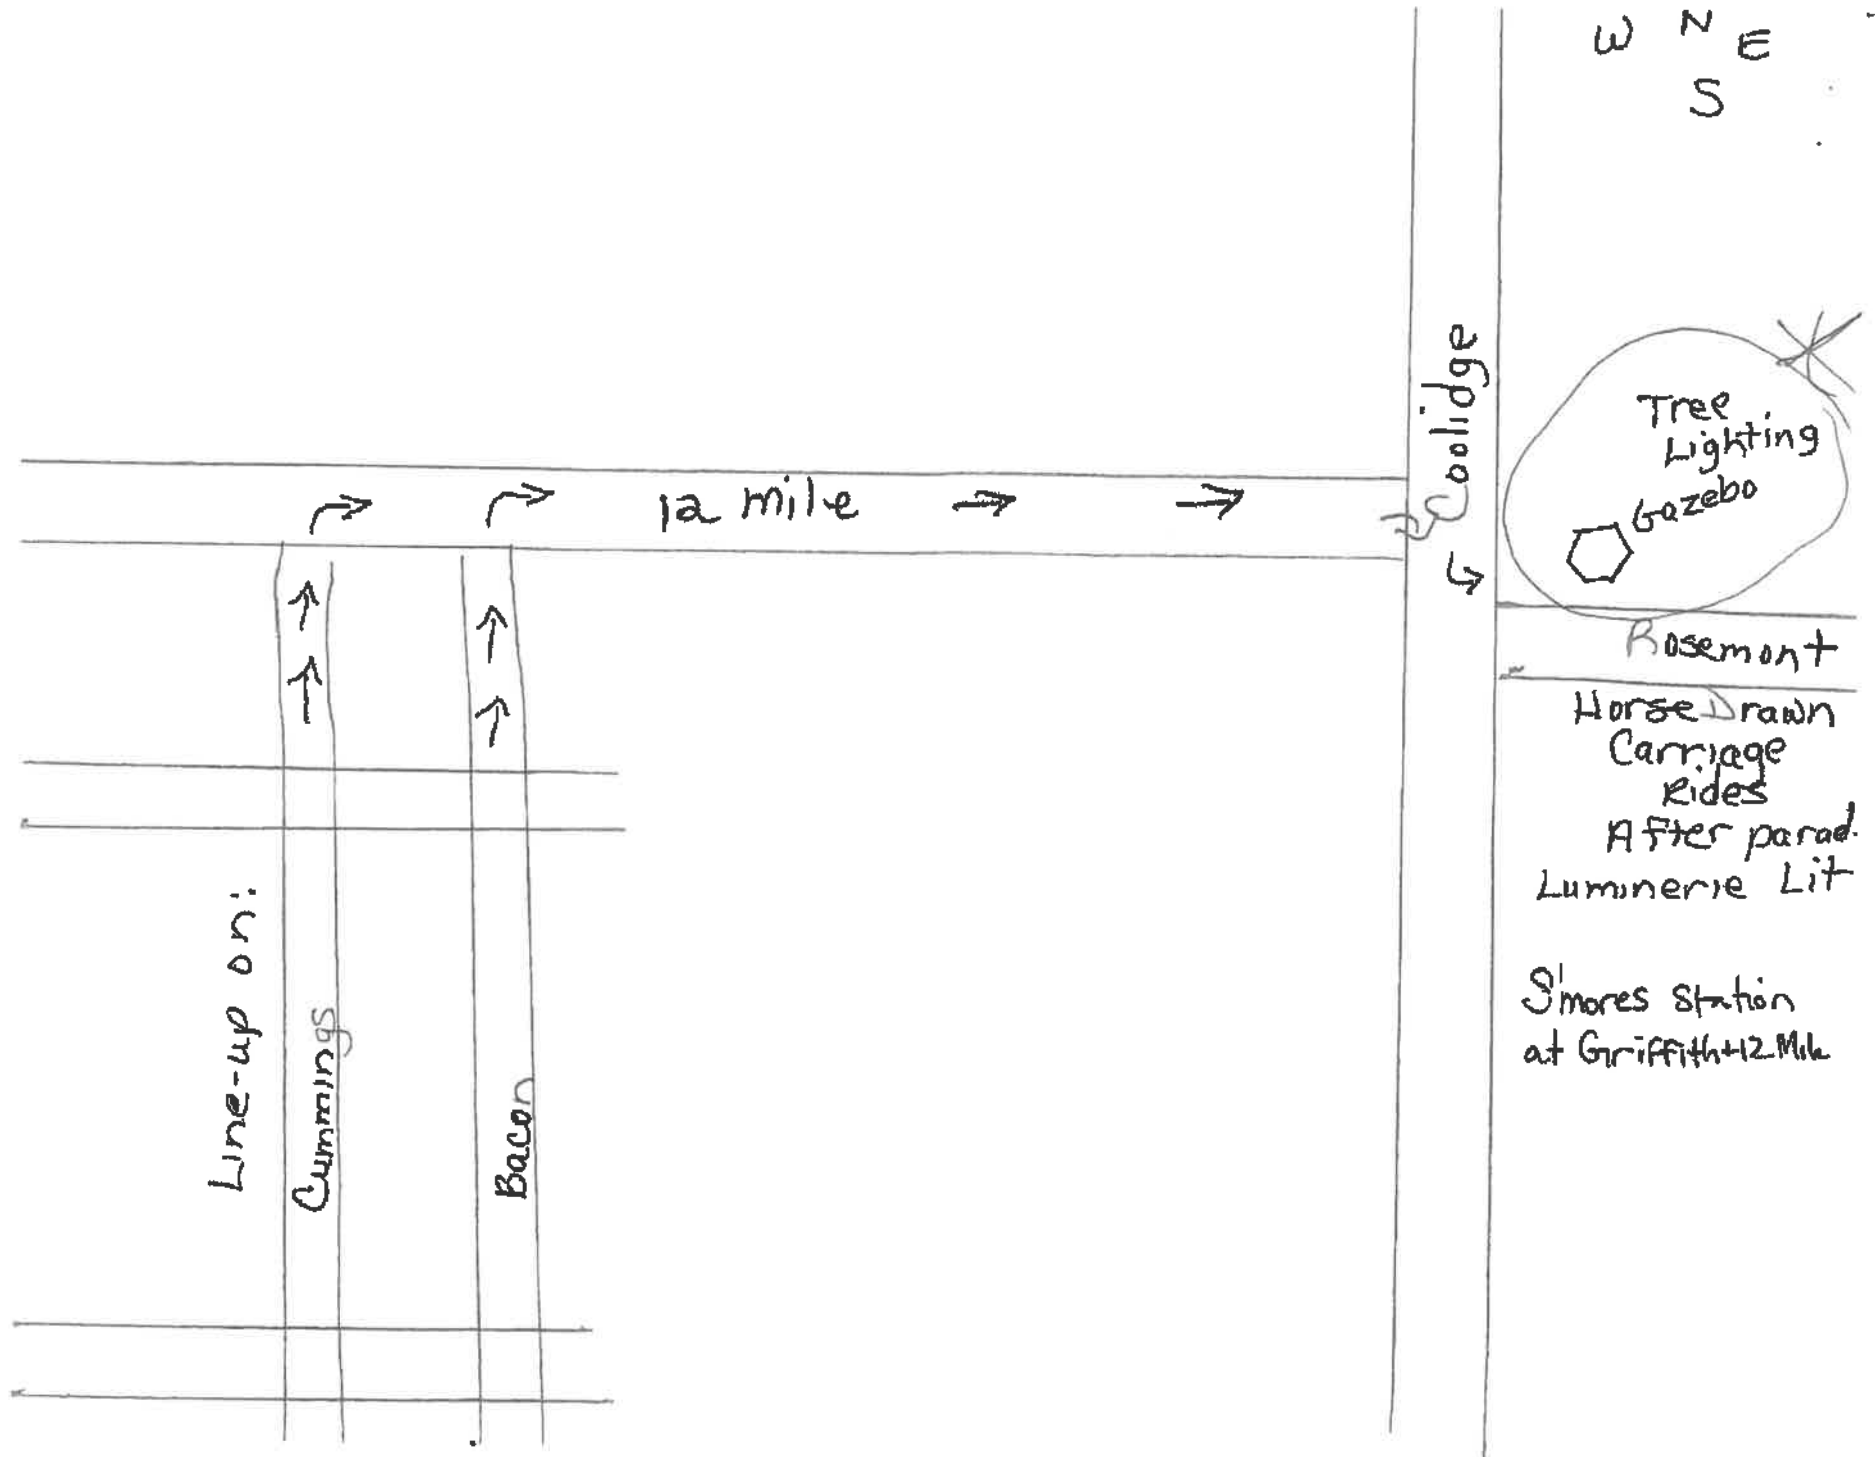 W N E
S
Coolidge
Tree
Lighting
Gazebo
12 mile
Rosemont
Horse Drawn
Carriage
Rides
After parad.
Luminerie Lit
S'mores Station
at Griffith+12 Mile
Line-up on:
Cummings
Bacon